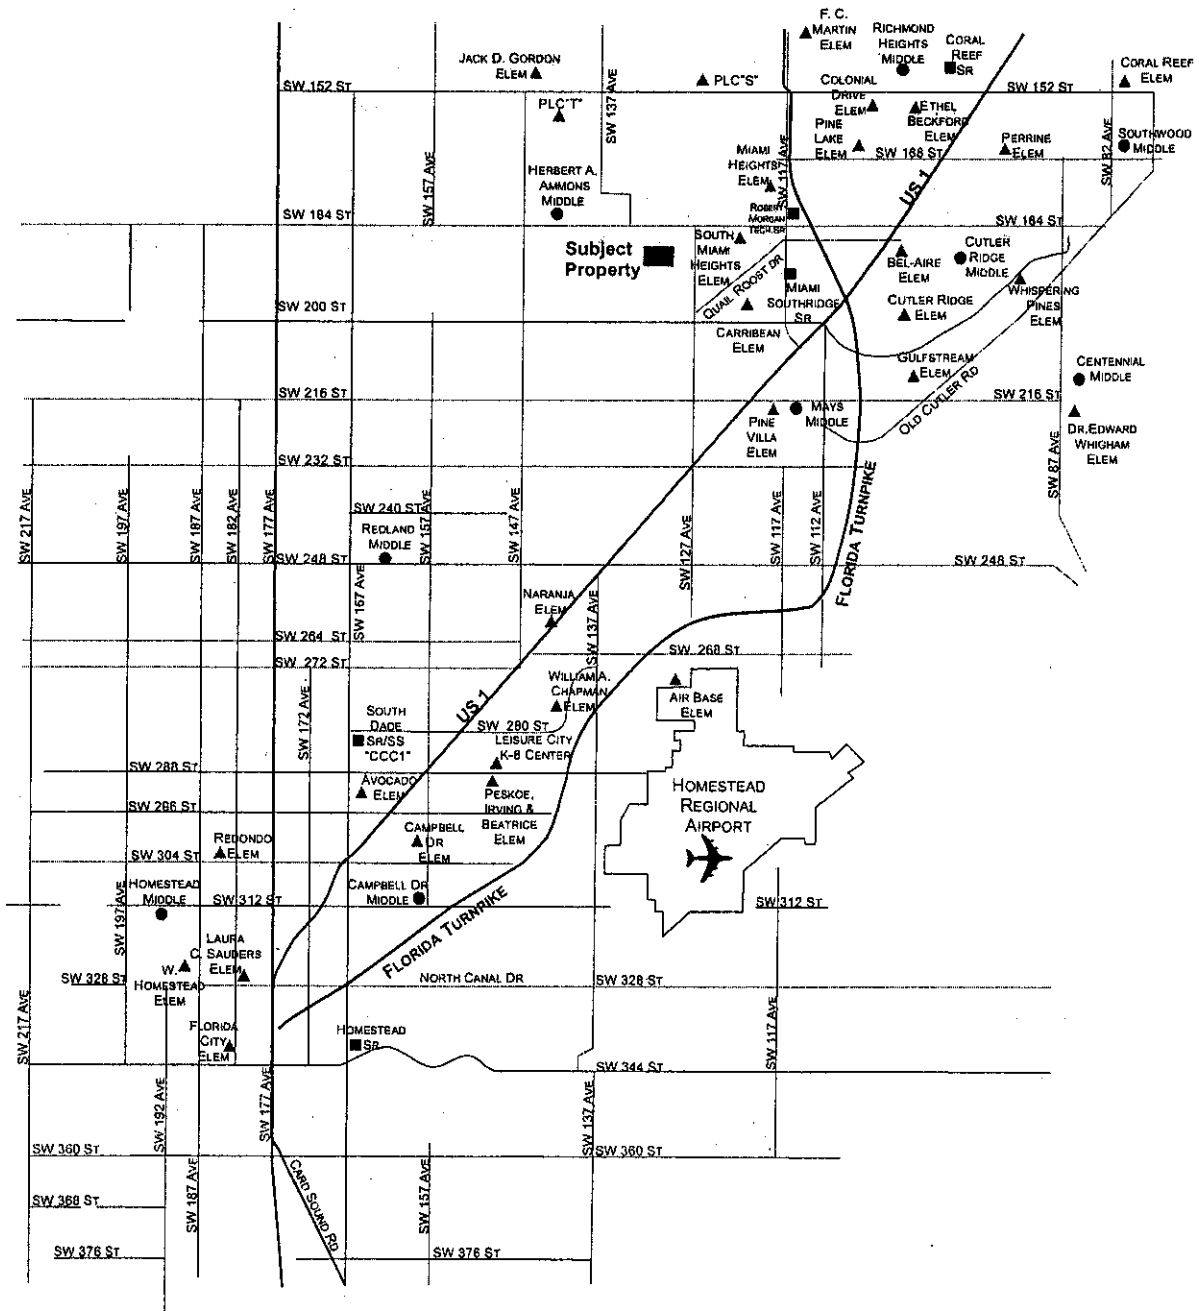 F. C.
MARTIN
ELEM
RICHMOND
HEIGHTS
MIDDLE
CORAL
REEF
SR
JACK D. GORDON
ELEM
PLC"S"
CORAL REEF
ELEM
SW 152 ST
SW 152 ST
PLC"T"
SW 137 AVE
COLONIAL
DRIVE
ELEM
ETHEL
BECKFORD
ELEM
PINE
LAKE
ELEM
PERRINE
ELEM
SOUTHWOOD
MIDDLE
SW 82 AVE
SW 168 ST
SW 157 AVE
HERBERT A.
AMMONS
MIDDLE
MIAMI
HEIGHTS
ELEM
SW 117 AVE
US 1
ROBERT
MORGAN
TECH.SR
SW 184 ST
SW 184 ST
Subject
Property
SOUTH
MIAMI
HEIGHTS
ELEM
QUAIL ROOST DR
BEL-AIRE
ELEM
CUTLER
RIDGE
MIDDLE
MIAMI
SOUTHRIDGE
SR
WHISPERING
PINES
ELEM
CUTLER RIDGE
ELEM
SW 200 ST
CARRIBEAN
ELEM
GULFSTREAM
ELEM
CENTENNIAL
MIDDLE
SW 216 ST
SW 216 ST
OLD CUTLER RD
PINE
VILLA
ELEM
MAYS
MIDDLE
DR.EDWARD
WHIGHAM
ELEM
SW 87 AVE
SW 232 ST
SW 217 AVE
SW 197 AVE
SW 187 AVE
SW 182 AVE
SW 177 AVE
SW 240 ST
SW 157 AVE
SW 147 AVE
SW 127 AVE
SW 117 AVE
SW 112 AVE
FLORIDA TURNPIKE
REDLAND
MIDDLE
SW 248 ST
SW 248 ST
SW 167 AVE
NARANJA
ELEM
SW 137 AVE
SW 264 ST
SW 268 ST
SW 272 ST
WILLIAM A.
CHAPMAN
ELEM
AIR BASE
ELEM
SW 172 AVE
US 1
SOUTH
DADE
SR/SS
"CCC1"
SW 280 ST
LEISURE CITY
K-8 CENTER
SW 288 ST
AVOCADO
ELEM
PESKOE,
IRVING &
BEATRICE
ELEM
HOMESTEAD
REGIONAL
AIRPORT
SW 296 ST
REDONDO
ELEM
CAMPBELL
DR
ELEM
SW 304 ST
HOMESTEAD
MIDDLE
CAMPBELL DR
MIDDLE
SW 312 ST
SW 312 ST
SW 197 AVE
FLORIDA TURNPIKE
LAURA
C. SAUDERS
ELEM
W.
HOMESTEAD
ELEM
SW 328 ST
NORTH CANAL DR
SW 328 ST
SW 217 AVE
FLORIDA
CITY
ELEM
HOMESTEAD
SR
SW 117 AVE
SW 344 ST
SW 192 AVE
SW 177 AVE
SW 137 AVE
SW 360 ST
SW 360 ST
SW 187 AVE
CARD SOUND RD
SW 157 AVE
SW 368 ST
SW 376 ST
SW 376 ST